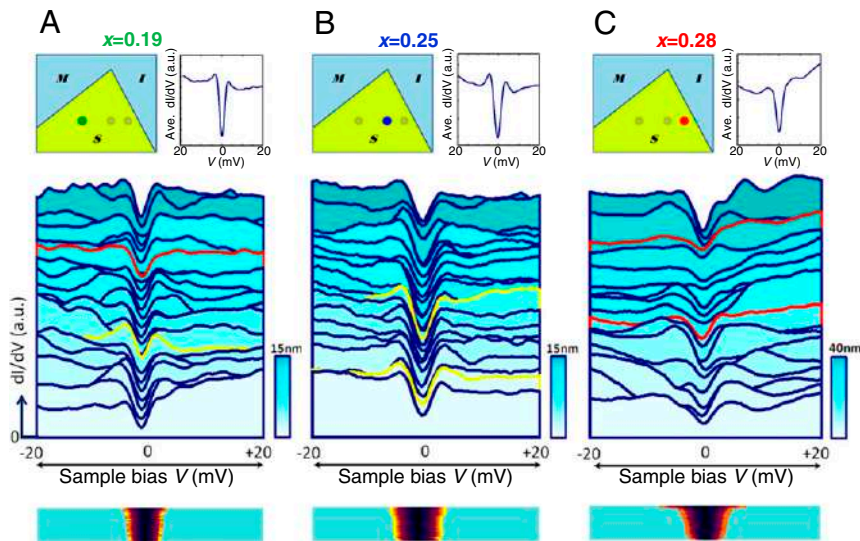 A
x=0.19
M
I
S
Ave. dI/dV (a.u.)
20
0
20
V (mV)
dI/dV (a.u.)
0
15nm
-20
0
+20
Sample bias V (mV)
B
x=0.25
M
I
S
Ave. dI/dV (a.u.)
20
0
20
V (mV)
15nm
-20
0
+20
Sample bias V (mV)
C
x=0.28
M
I
S
Ave. dI/dV (a.u.)
20
0
20
V (mV)
40nm
-20
0
+20
Sample bias V (mV)